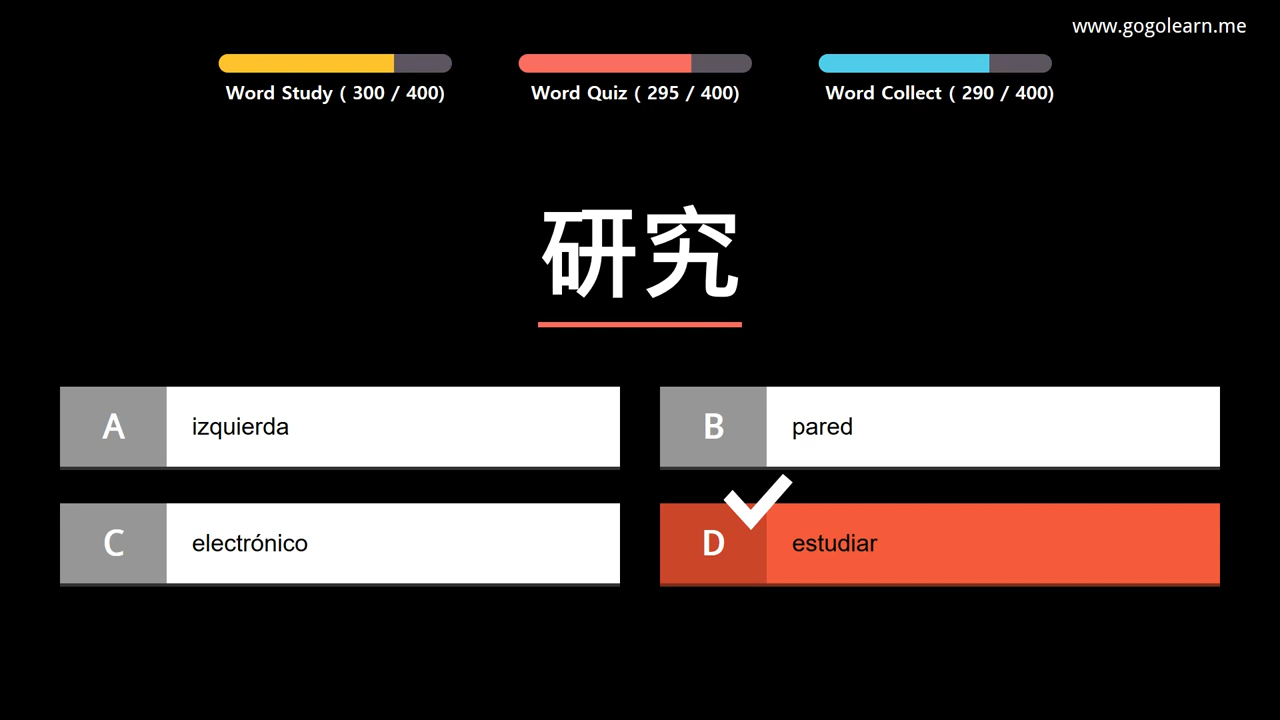 www.gogolearn.me
Word Study ( 300 / 400)
Word Quiz ( 295 / 400)
Word Collect ( 290 / 400)
研究
A izquierda
B pared
C electrónico
D estudiar